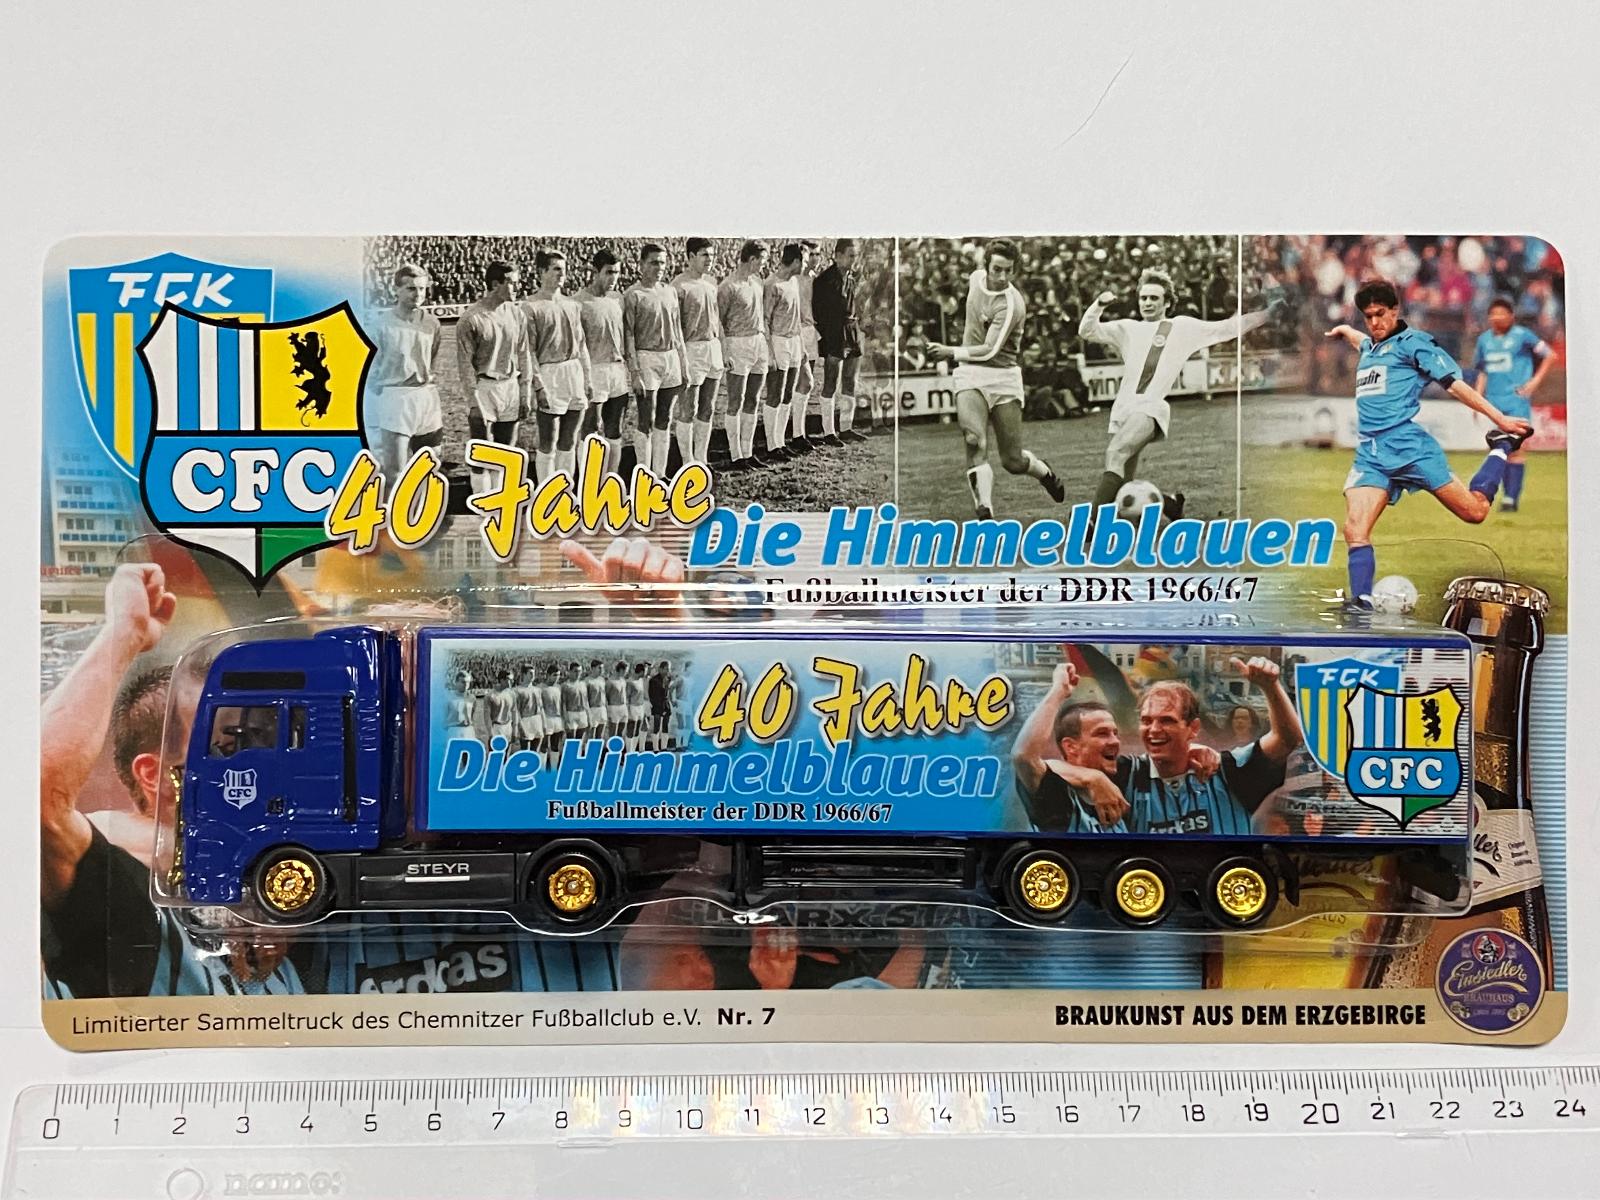 FCK
CFC
40 Jahre
Die Himmelblauen
Fußballmeister der DDR 1966/67
40 Jahre
Die Himmelblauen
Fußballmeister der DDR 1966/67
FCK
CFC
CFC
STEYR
Limitierter Sammeltruck des Chemnitzer Fußballclub e.V. Nr. 7
BRAUKUNST AUS DEM ERZGEBIRGE
Einsiedler
BRAUHAUS
0 1 2 3 4 5 6 7 8 9 10 11 12 13 14 15 16 17 18 19 20 21 22 23 24